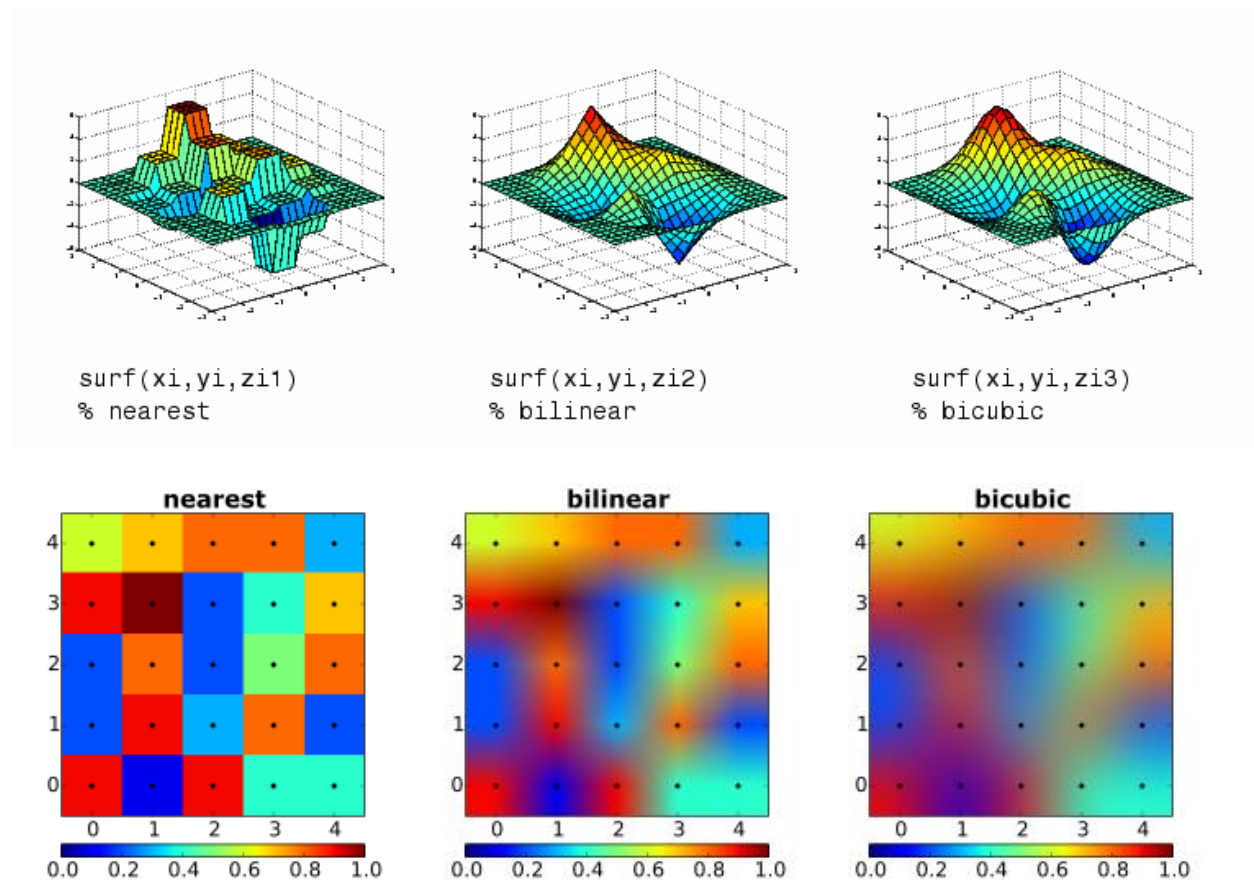 surf(xi,yi,zi1)
% nearest
surf(xi,yi,zi2)
% bilinear
surf(xi,yi,zi3)
% bicubic
nearest
4
3
2
1
0
0 1 2 3 4
0.0 0.2 0.4 0.6 0.8 1.0
bilinear
4
3
2
1
0
0 1 2 3 4
0.0 0.2 0.4 0.6 0.8 1.0
bicubic
4
3
2
1
0
0 1 2 3 4
0.0 0.2 0.4 0.6 0.8 1.0